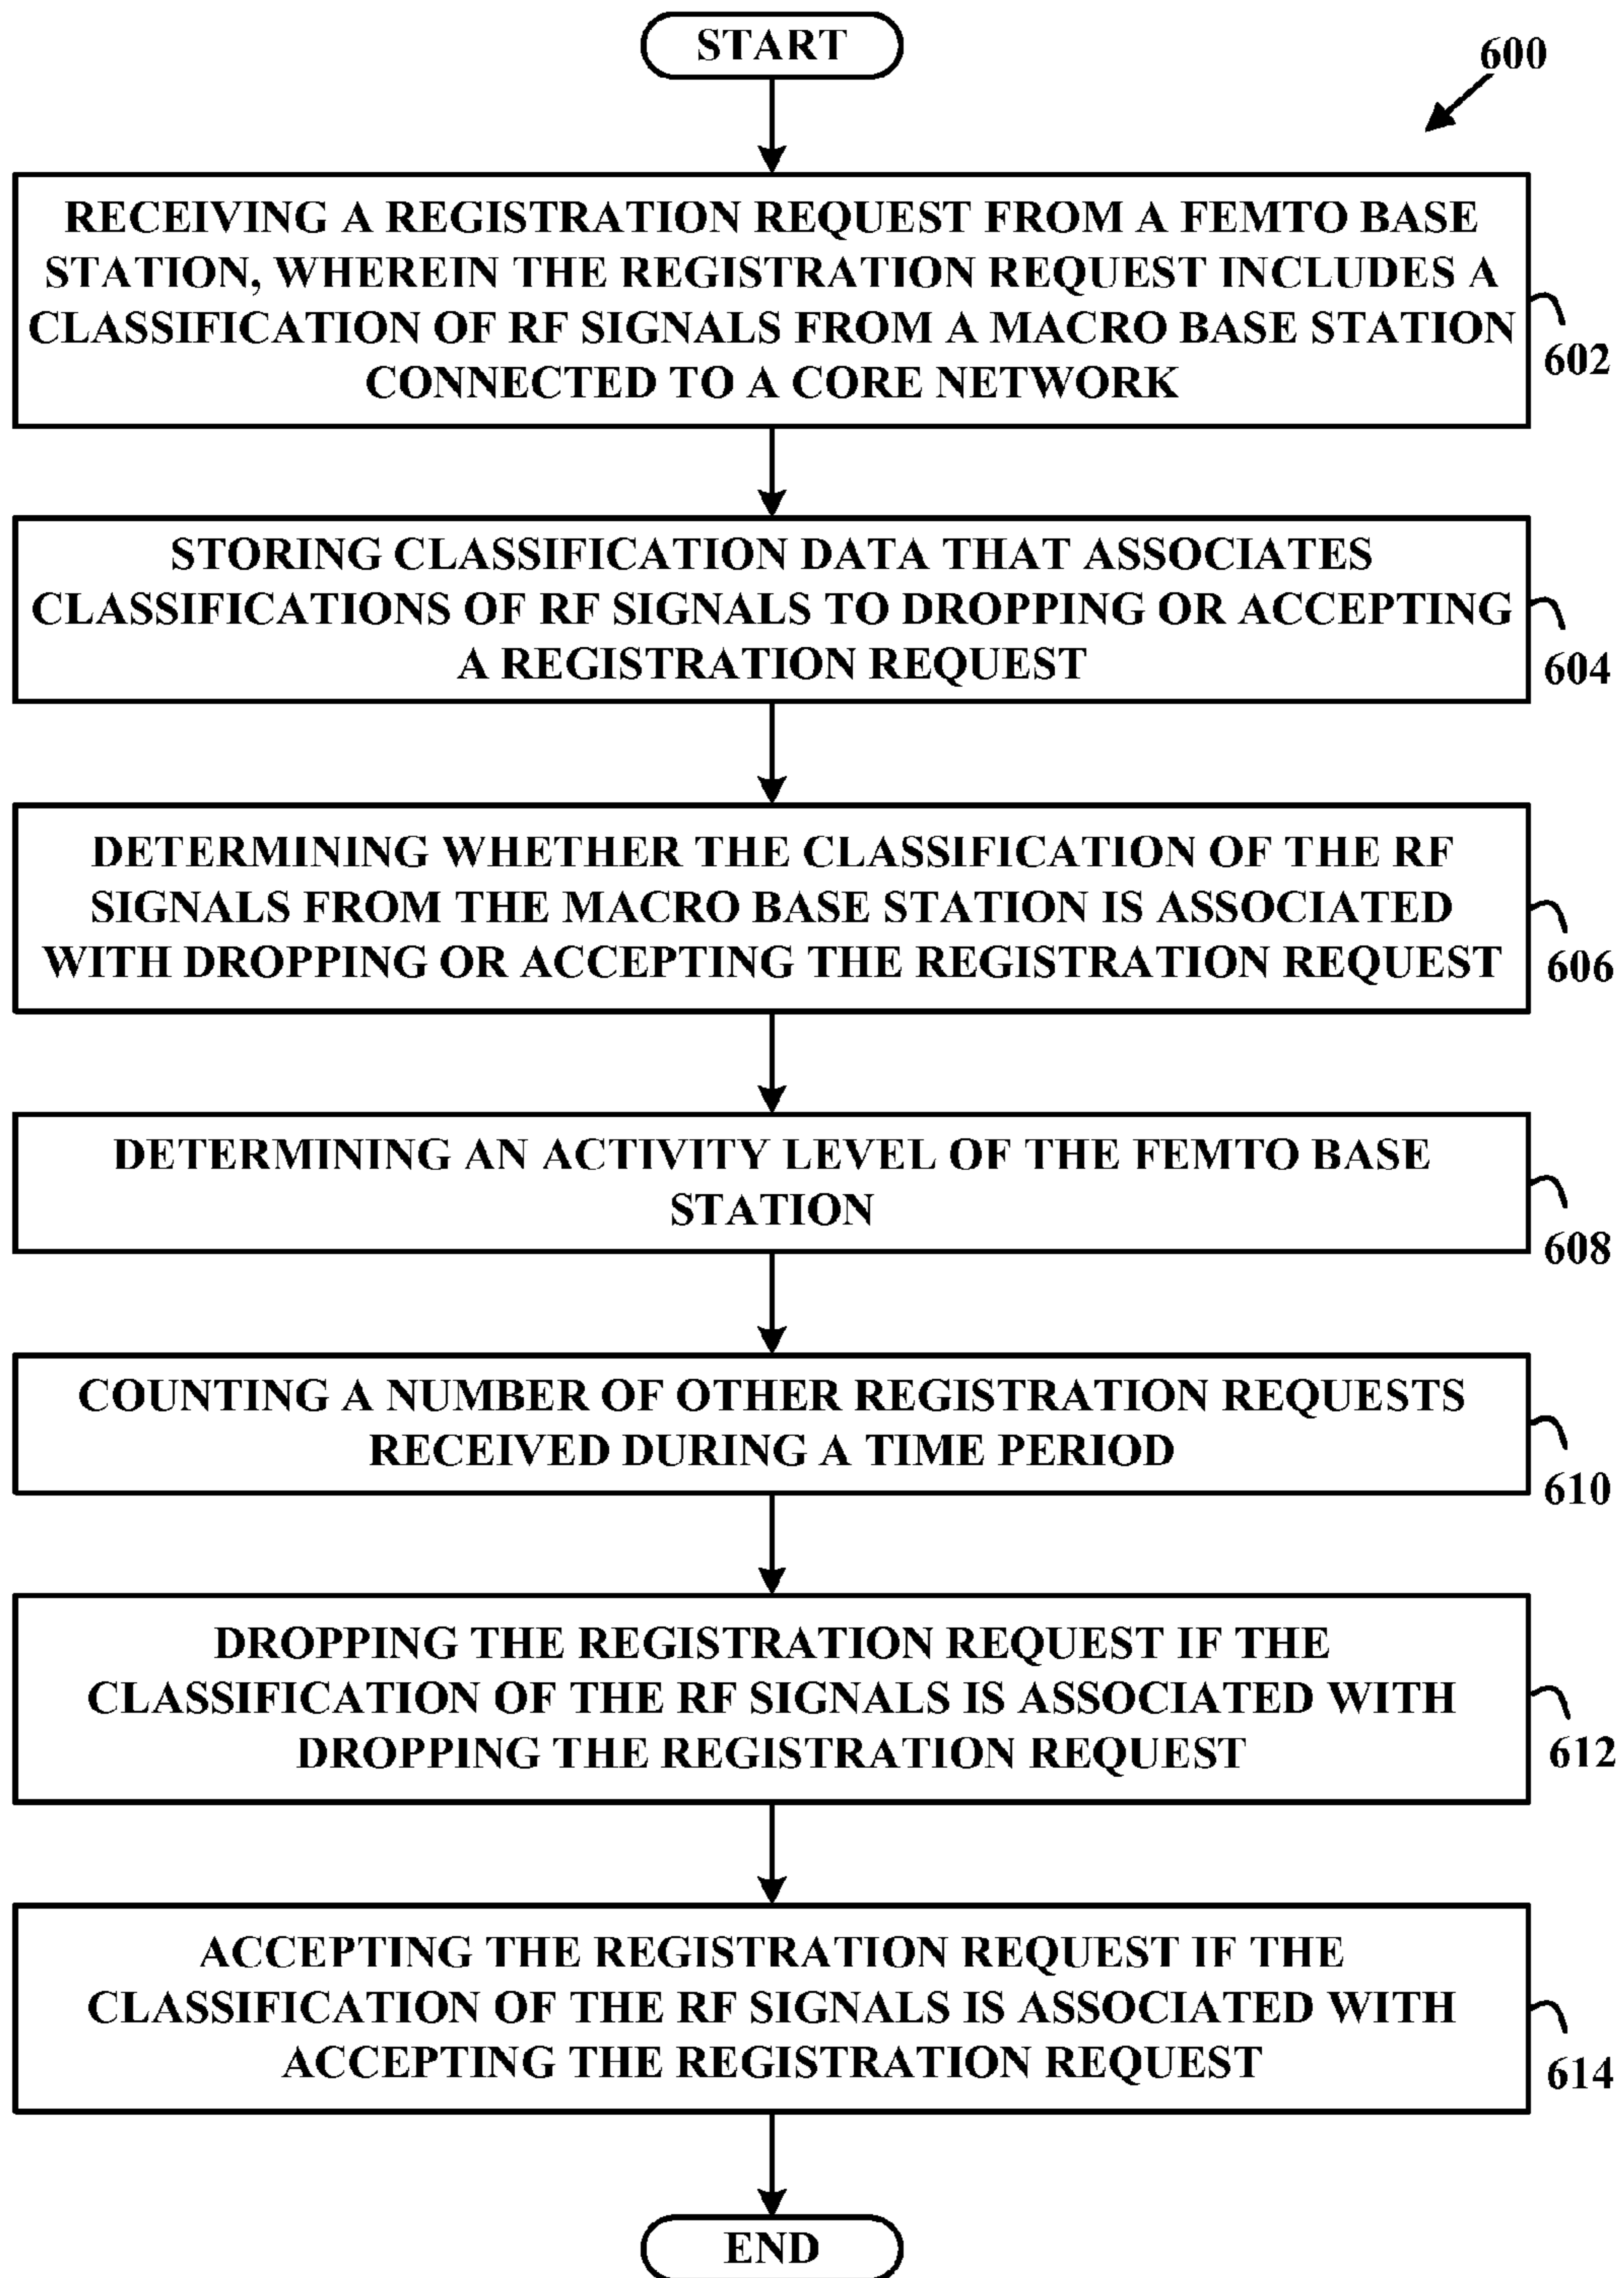 START
600
RECEIVING A REGISTRATION REQUEST FROM A FEMTO BASE
STATION, WHEREIN THE REGISTRATION REQUEST INCLUDES A
CLASSIFICATION OF RF SIGNALS FROM A MACRO BASE STATION
CONNECTED TO A CORE NETWORK
602
STORING CLASSIFICATION DATA THAT ASSOCIATES
CLASSIFICATIONS OF RF SIGNALS TO DROPPING OR ACCEPTING
A REGISTRATION REQUEST
604
DETERMINING WHETHER THE CLASSIFICATION OF THE RF
SIGNALS FROM THE MACRO BASE STATION IS ASSOCIATED
WITH DROPPING OR ACCEPTING THE REGISTRATION REQUEST
606
DETERMINING AN ACTIVITY LEVEL OF THE FEMTO BASE
STATION
608
COUNTING A NUMBER OF OTHER REGISTRATION REQUESTS
RECEIVED DURING A TIME PERIOD
610
DROPPING THE REGISTRATION REQUEST IF THE
CLASSIFICATION OF THE RF SIGNALS IS ASSOCIATED WITH
DROPPING THE REGISTRATION REQUEST
612
ACCEPTING THE REGISTRATION REQUEST IF THE
CLASSIFICATION OF THE RF SIGNALS IS ASSOCIATED WITH
ACCEPTING THE REGISTRATION REQUEST
614
END